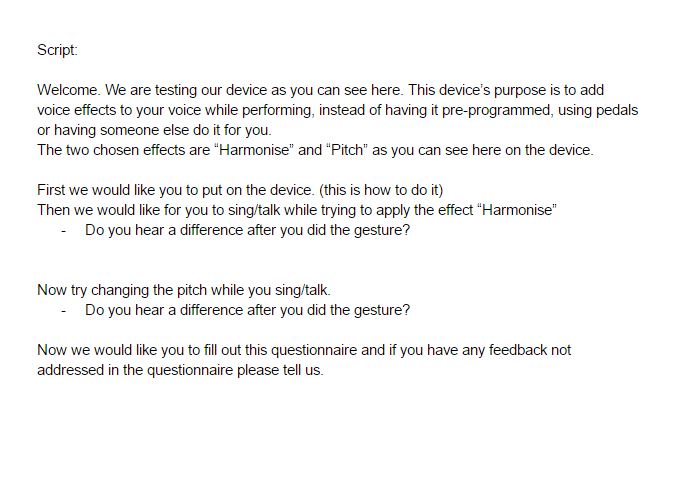 Script:
Welcome. We are testing our device as you can see here. This device's purpose is to add
voice effects to your voice while performing, instead of having it pre-programmed, using pedals
or having someone else do it for you.
The two chosen effects are “Harmonise” and “Pitch” as you can see here on the device.
First we would like you to put on the device. (this is how to do it)
Then we would like for you to sing/talk while trying to apply the effect “Harmonise”
- Do you hear a difference after you did the gesture?
Now try changing the pitch while you sing/talk.
- Do you hear a difference after you did the gesture?
Now we would like you to fill out this questionnaire and if you have any feedback not
addressed in the questionnaire please tell us.